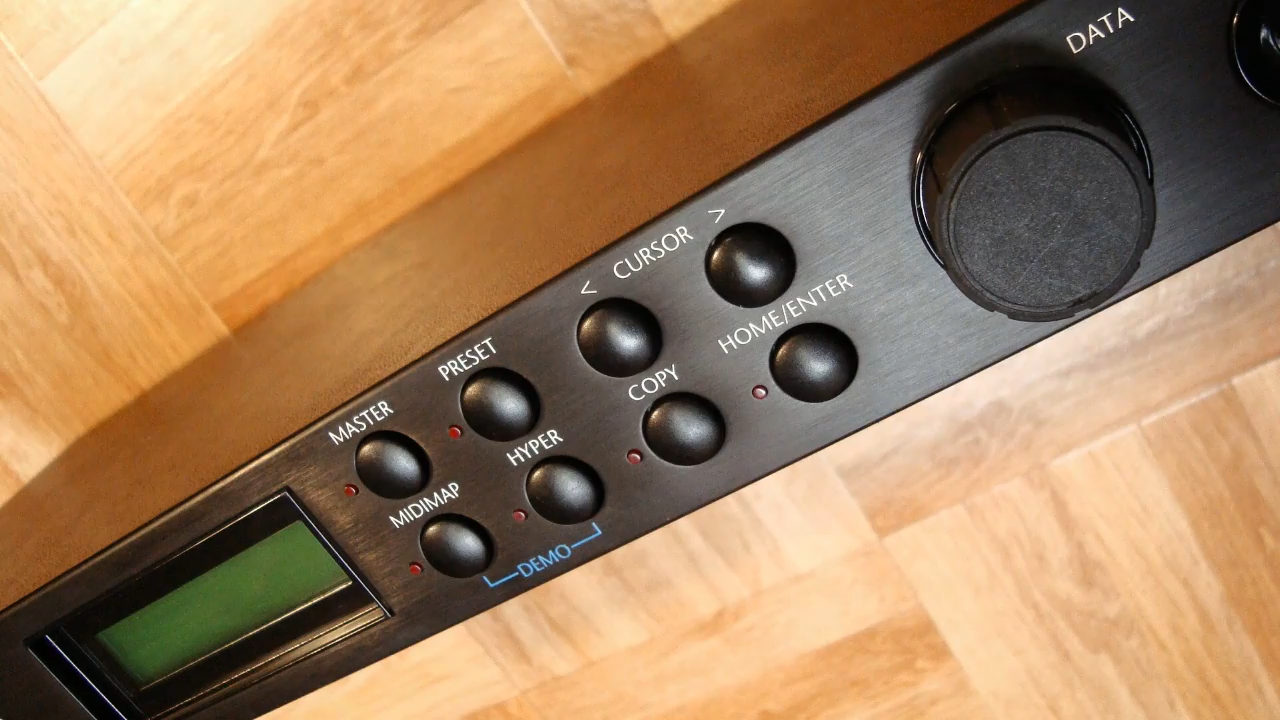 DATA
< CURSOR >
HOME/ENTER
PRESET
COPY
MASTER
HYPER
MIDIMAP
DEMO